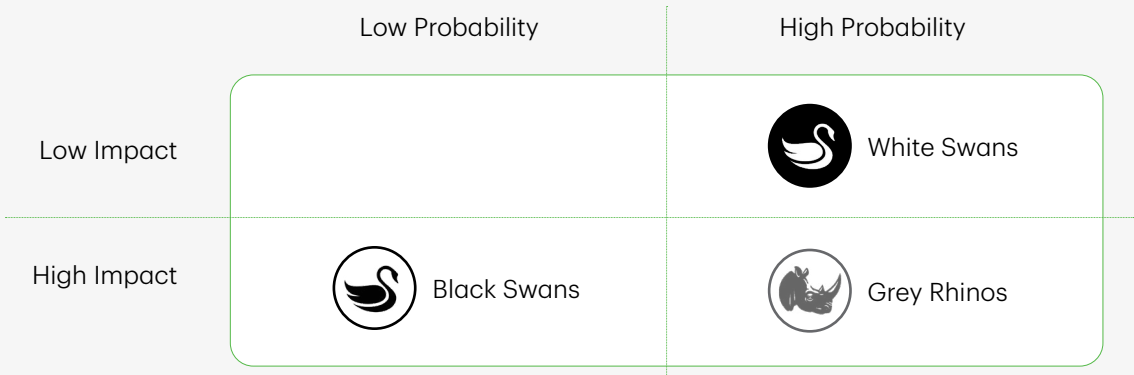 Low Probability
High Probability
Low Impact
White Swans
High Impact
Black Swans
Grey Rhinos